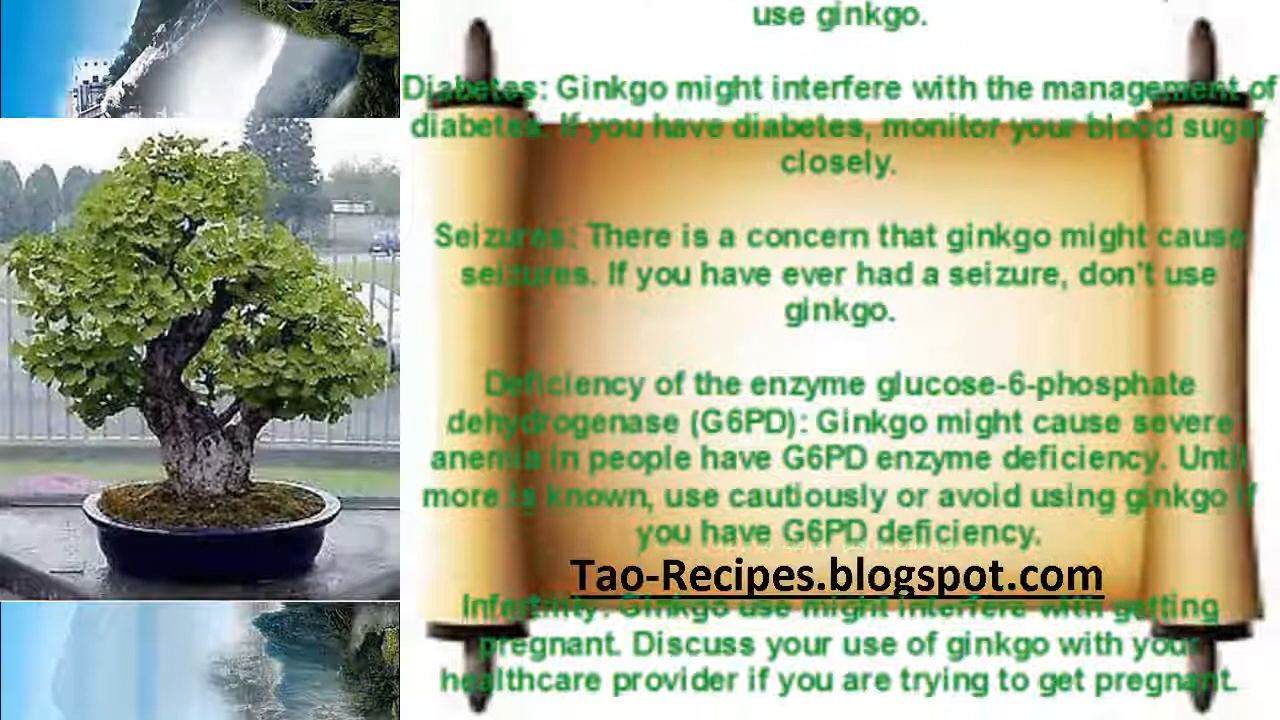 use ginkgo.
Diabetes: Ginkgo might interfere with the management of
diabetes. If you have diabetes, monitor your blood sugar
closely.
Seizures: There is a concern that ginkgo might cause
seizures. If you have ever had a seizure, don't use
ginkgo.
Deficiency of the enzyme glucose-6-phosphate
dehydrogenase (G6PD): Ginkgo might cause severe
anemia in people have G6PD enzyme deficiency. Until
more is known, use cautiously or avoid using ginkgo if
you have G6PD deficiency.
Tao-Recipes.blogspot.com
Infertility: Ginkgo use might interfere with getting
pregnant. Discuss your use of ginkgo with your
healthcare provider if you are trying to get pregnant.